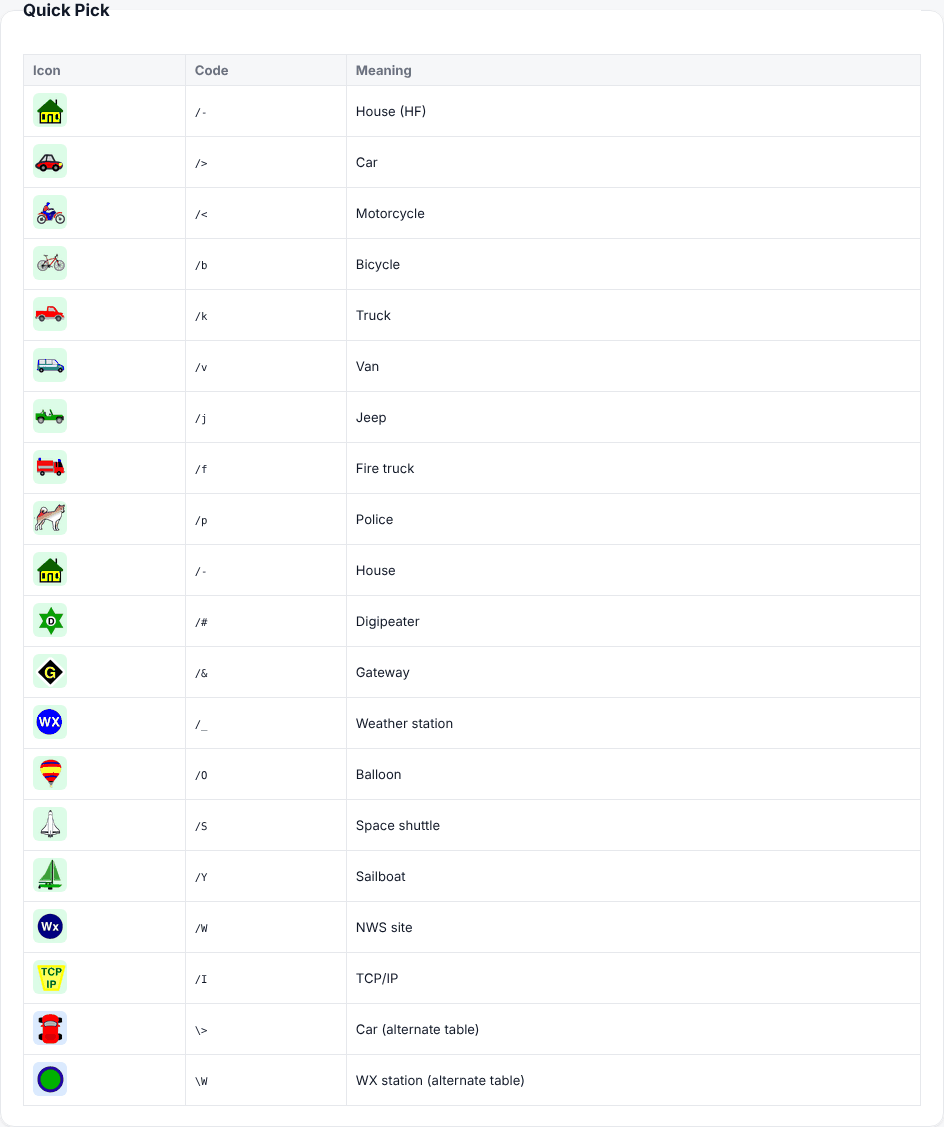 Quick Pick
Icon Code Meaning
/- House (HF)
/> Car
/< Motorcycle
/b Bicycle
/k Truck
/v Van
/j Jeep
/f Fire truck
/p Police
/- House
D /# Digipeater
G /& Gateway
WX /_ Weather station
/O Balloon
/S Space shuttle
/Y Sailboat
Wx /W NWS site
TCP
IP /I TCP/IP
\> Car (alternate table)
\W WX station (alternate table)